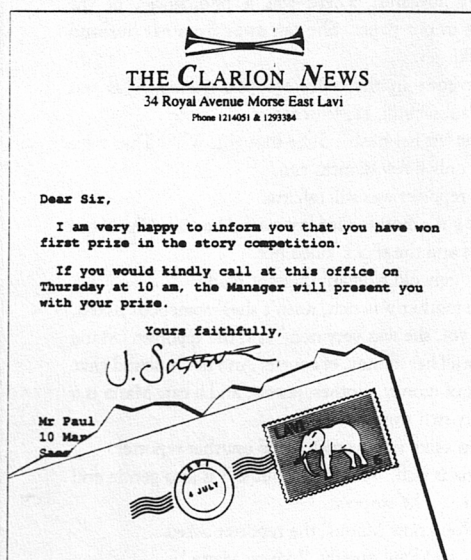 THE CLARION NEWS
34 Royal Avenue Morse East Lavi
Phone 1214051 & 1293384
Dear Sir,
I am very happy to inform you that you have won
first prize in the story competition.
If you would kindly call at this office on
Thursday at 10 am, the Manager will present you
with your prize.
Yours faithfully,
Mr Paul
10
LAVI
5
LAVI
4 JULY